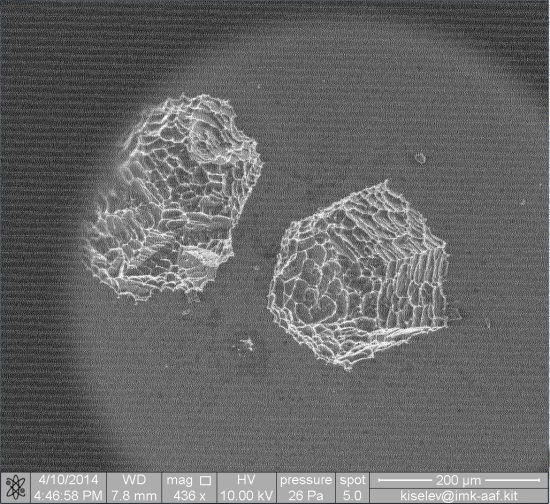 4/10/2014 WD mag HV pressure spot 200 µm
4:46:58 PM 7.8 mm 436 x 10.00 kV 26 Pa 5.0 kiselev@imk-aaf.kit